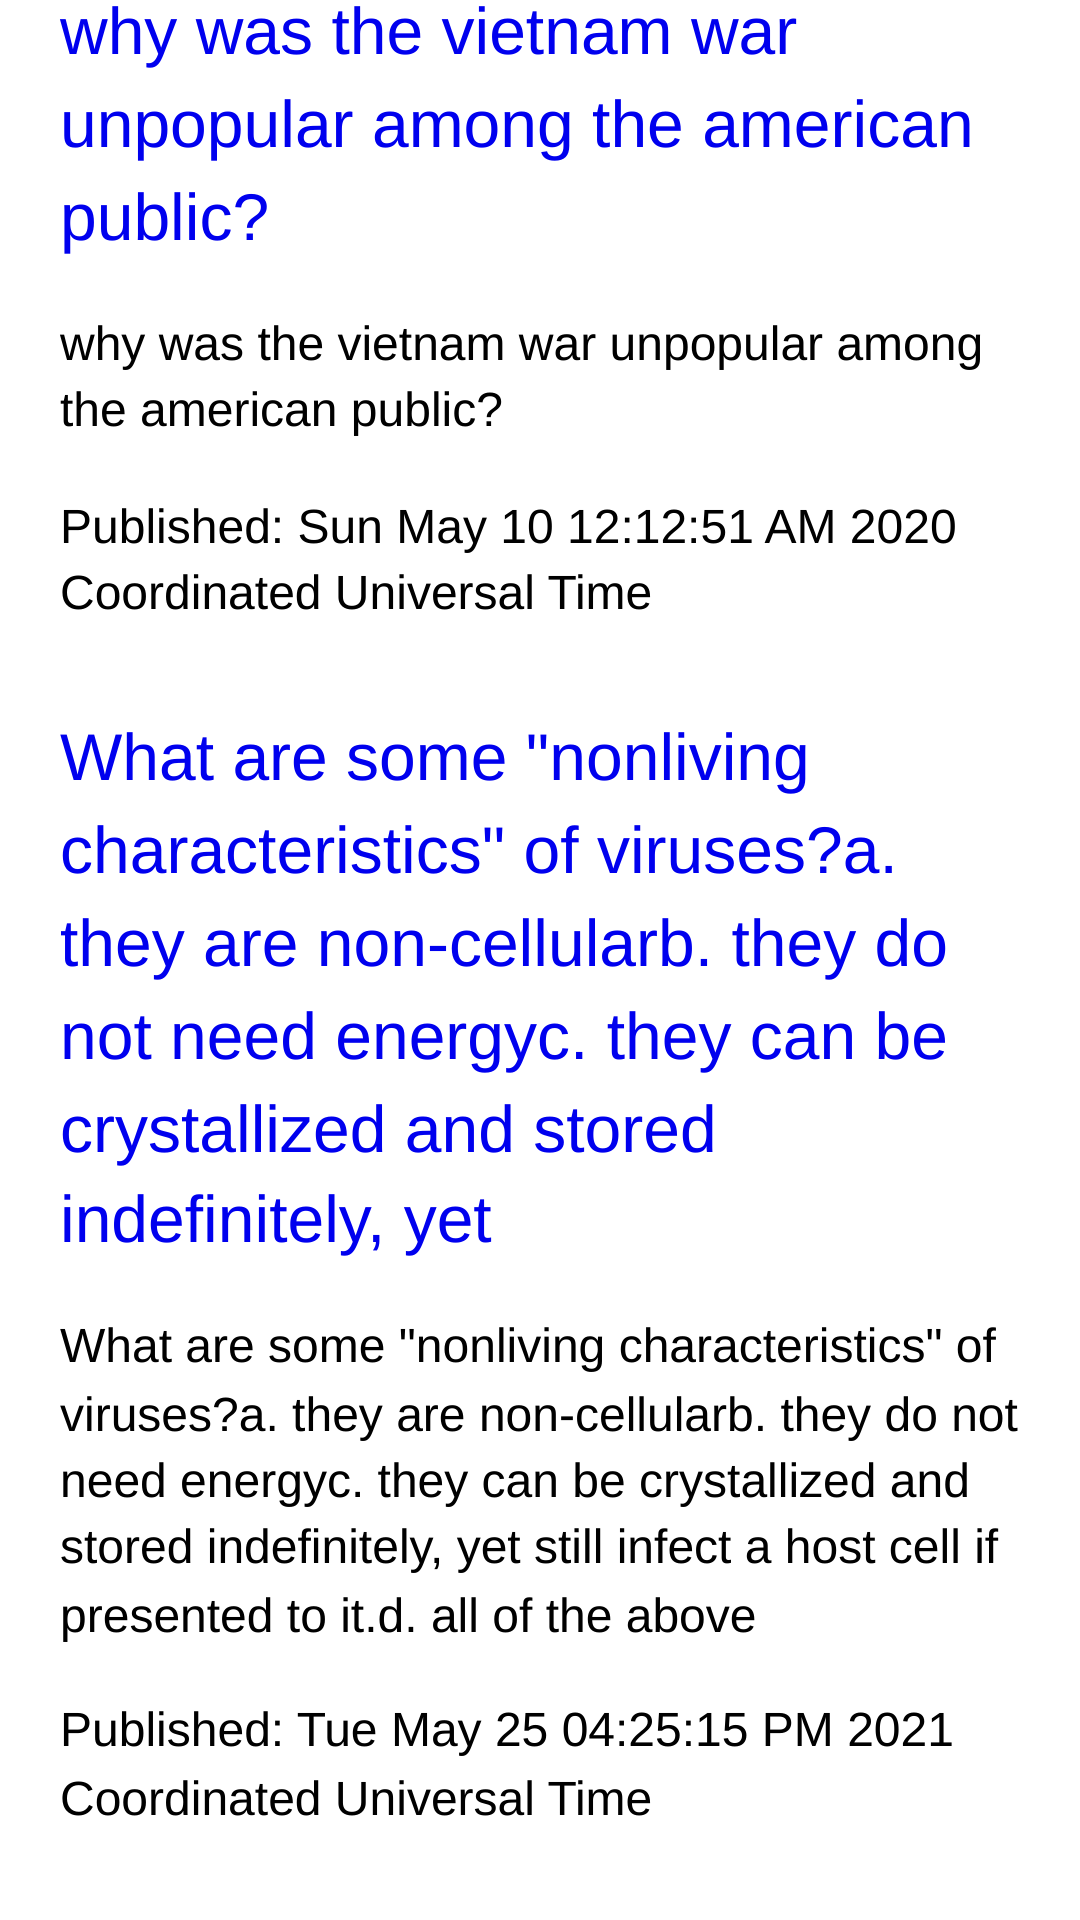 why was the vietnam war
unpopular among the american
public?
why was the vietnam war unpopular among
the american public?
Published: Sun May 10 12:12:51 AM 2020
Coordinated Universal Time
What are some "nonliving
characteristics" of viruses?a.
they are non-cellularb. they do
not need energyc. they can be
crystallized and stored
indefinitely, yet
What are some "nonliving characteristics" of
viruses?a. they are non-cellularb. they do not
need energyc. they can be crystallized and
stored indefinitely, yet still infect a host cell if
presented to it.d. all of the above
Published: Tue May 25 04:25:15 PM 2021
Coordinated Universal Time